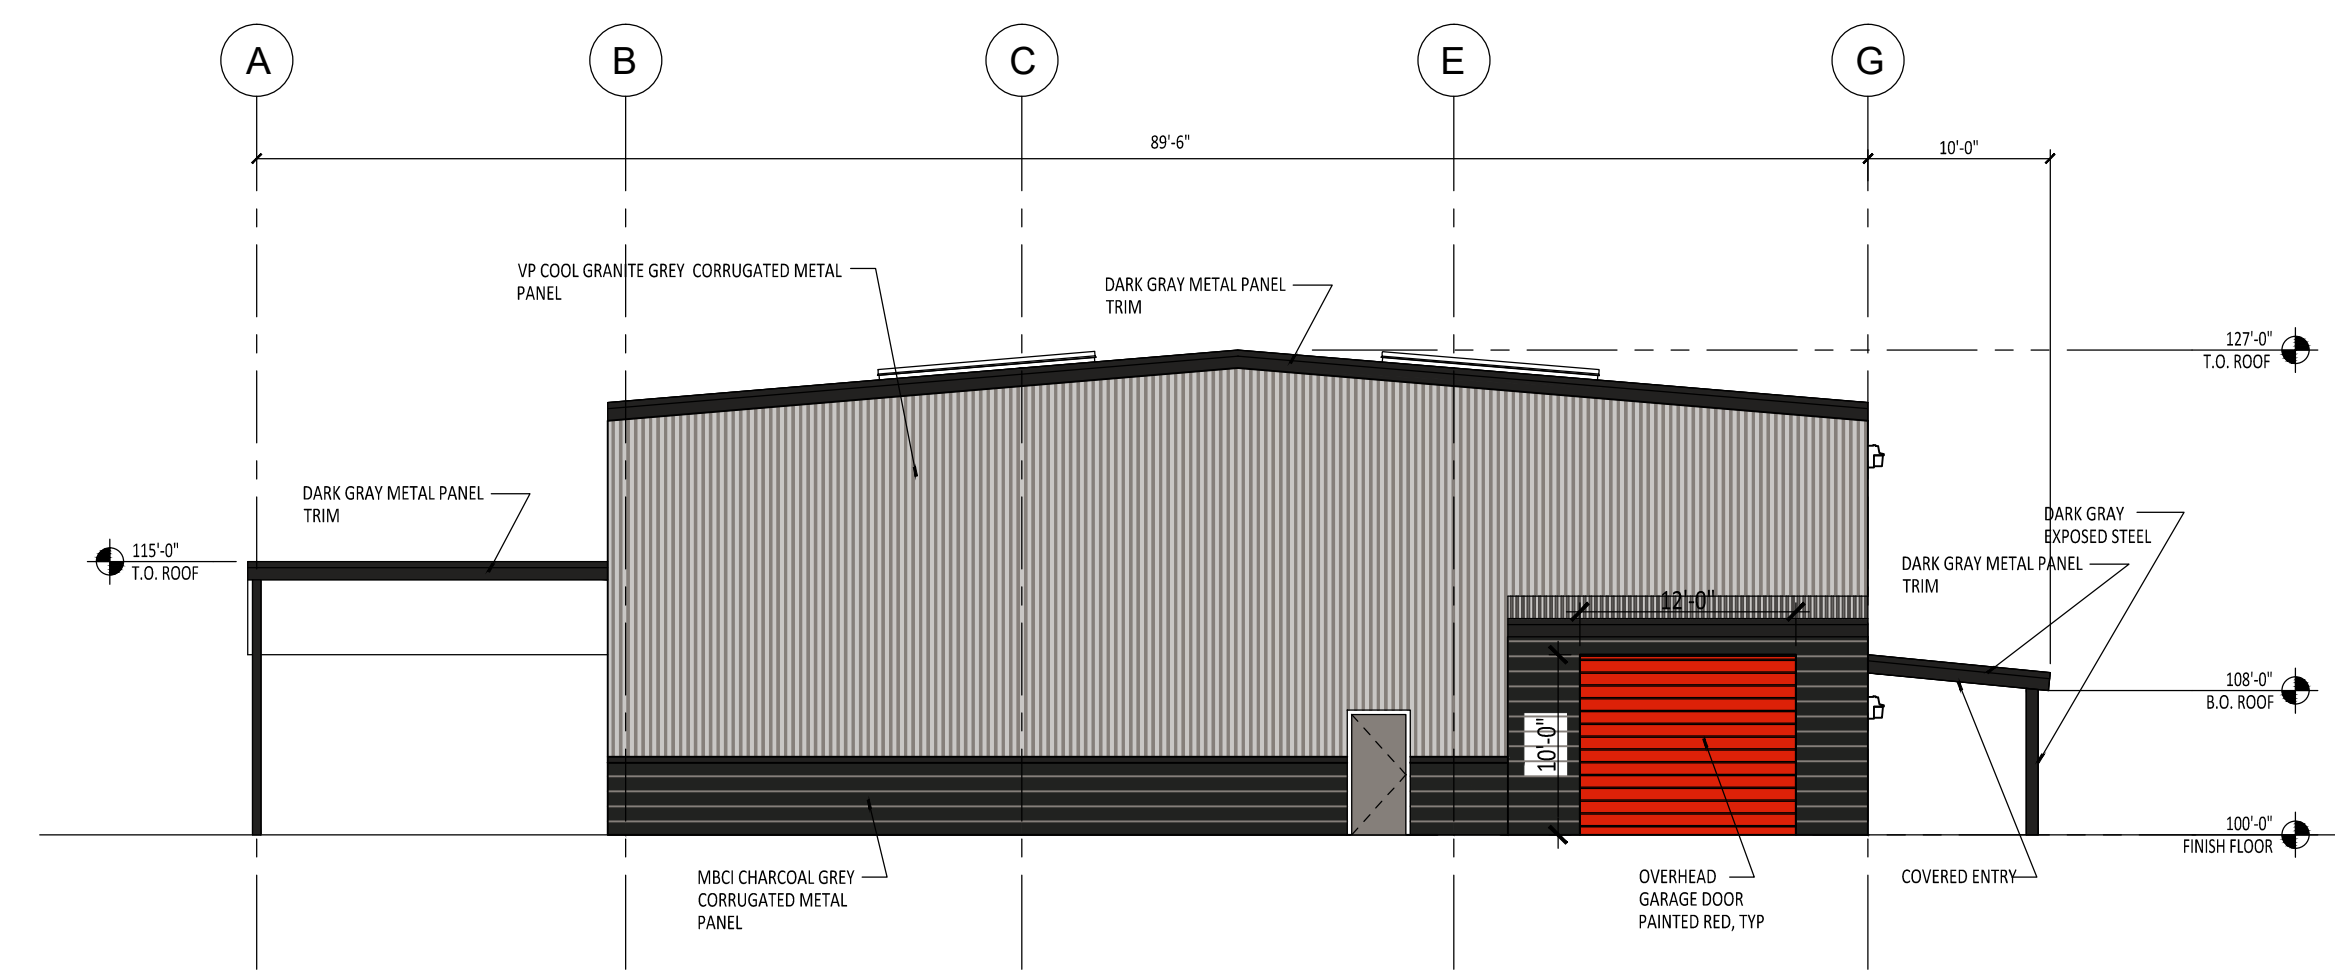 A
B
C
E
G
89'-6"
10'-0"
VP COOL GRANITE GREY CORRUGATED METAL
PANEL
DARK GRAY METAL PANEL
TRIM
127'-0"
T.O. ROOF
DARK GRAY METAL PANEL
TRIM
115'-0"
T.O. ROOF
DARK GRAY
EXPOSED STEEL
DARK GRAY METAL PANEL
TRIM
12'-0"
10'-0"
108'-0"
B.O. ROOF
100'-0"
FINISH FLOOR
MBCI CHARCOAL GREY
CORRUGATED METAL
PANEL
OVERHEAD
GARAGE DOOR
PAINTED RED, TYP
COVERED ENTRY